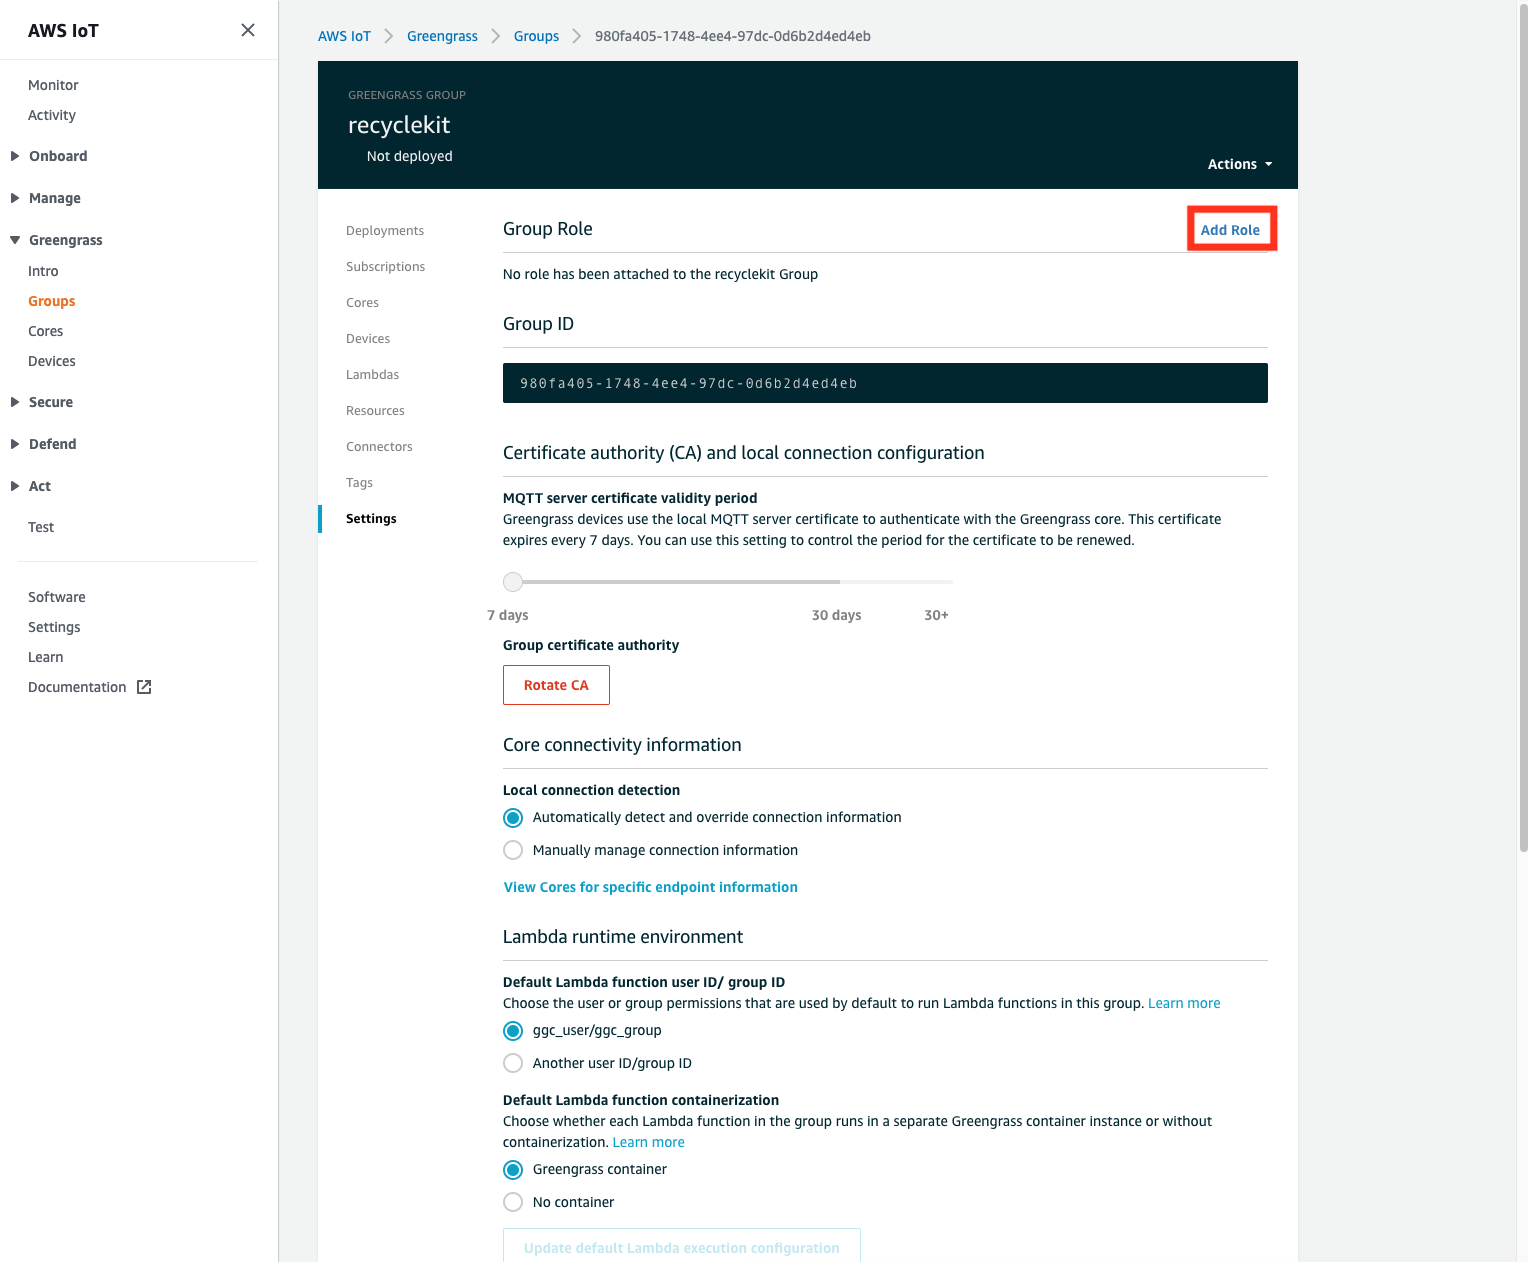 AWS IoT
Monitor
Activity
Onboard
Manage
Greengrass
Intro
Groups
Cores
Devices
Secure
Defend
Act
Test
Software
Settings
Learn
Documentation
AWS IoT Greengrass Groups 980fa405-1748-4ee4-97dc-0d6b2d4ed4eb
GREENGRASS GROUP
recyclekit
Not deployed
Actions
Deployments
Subscriptions
Cores
Devices
Lambdas
Resources
Connectors
Tags
Settings
Group Role
Add Role
No role has been attached to the recyclekit Group
Group ID
980fa405-1748-4ee4-97dc-0d6b2d4ed4eb
Certificate authority (CA) and local connection configuration
MQTT server certificate validity period
Greengrass devices use the local MQTT server certificate to authenticate with the Greengrass core. This certificate
expires every 7 days. You can use this setting to control the period for the certificate to be renewed.
7 days 30 days 30+
Group certificate authority
Rotate CA
Core connectivity information
Local connection detection
Automatically detect and override connection information
Manually manage connection information
View Cores for specific endpoint information
Lambda runtime environment
Default Lambda function user ID/ group ID
Choose the user or group permissions that are used by default to run Lambda functions in this group. Learn more
ggc_user/ggc_group
Another user ID/group ID
Default Lambda function containerization
Choose whether each Lambda function in the group runs in a separate Greengrass container instance or without
containerization. Learn more
Greengrass container
No container
Update default Lambda execution configuration